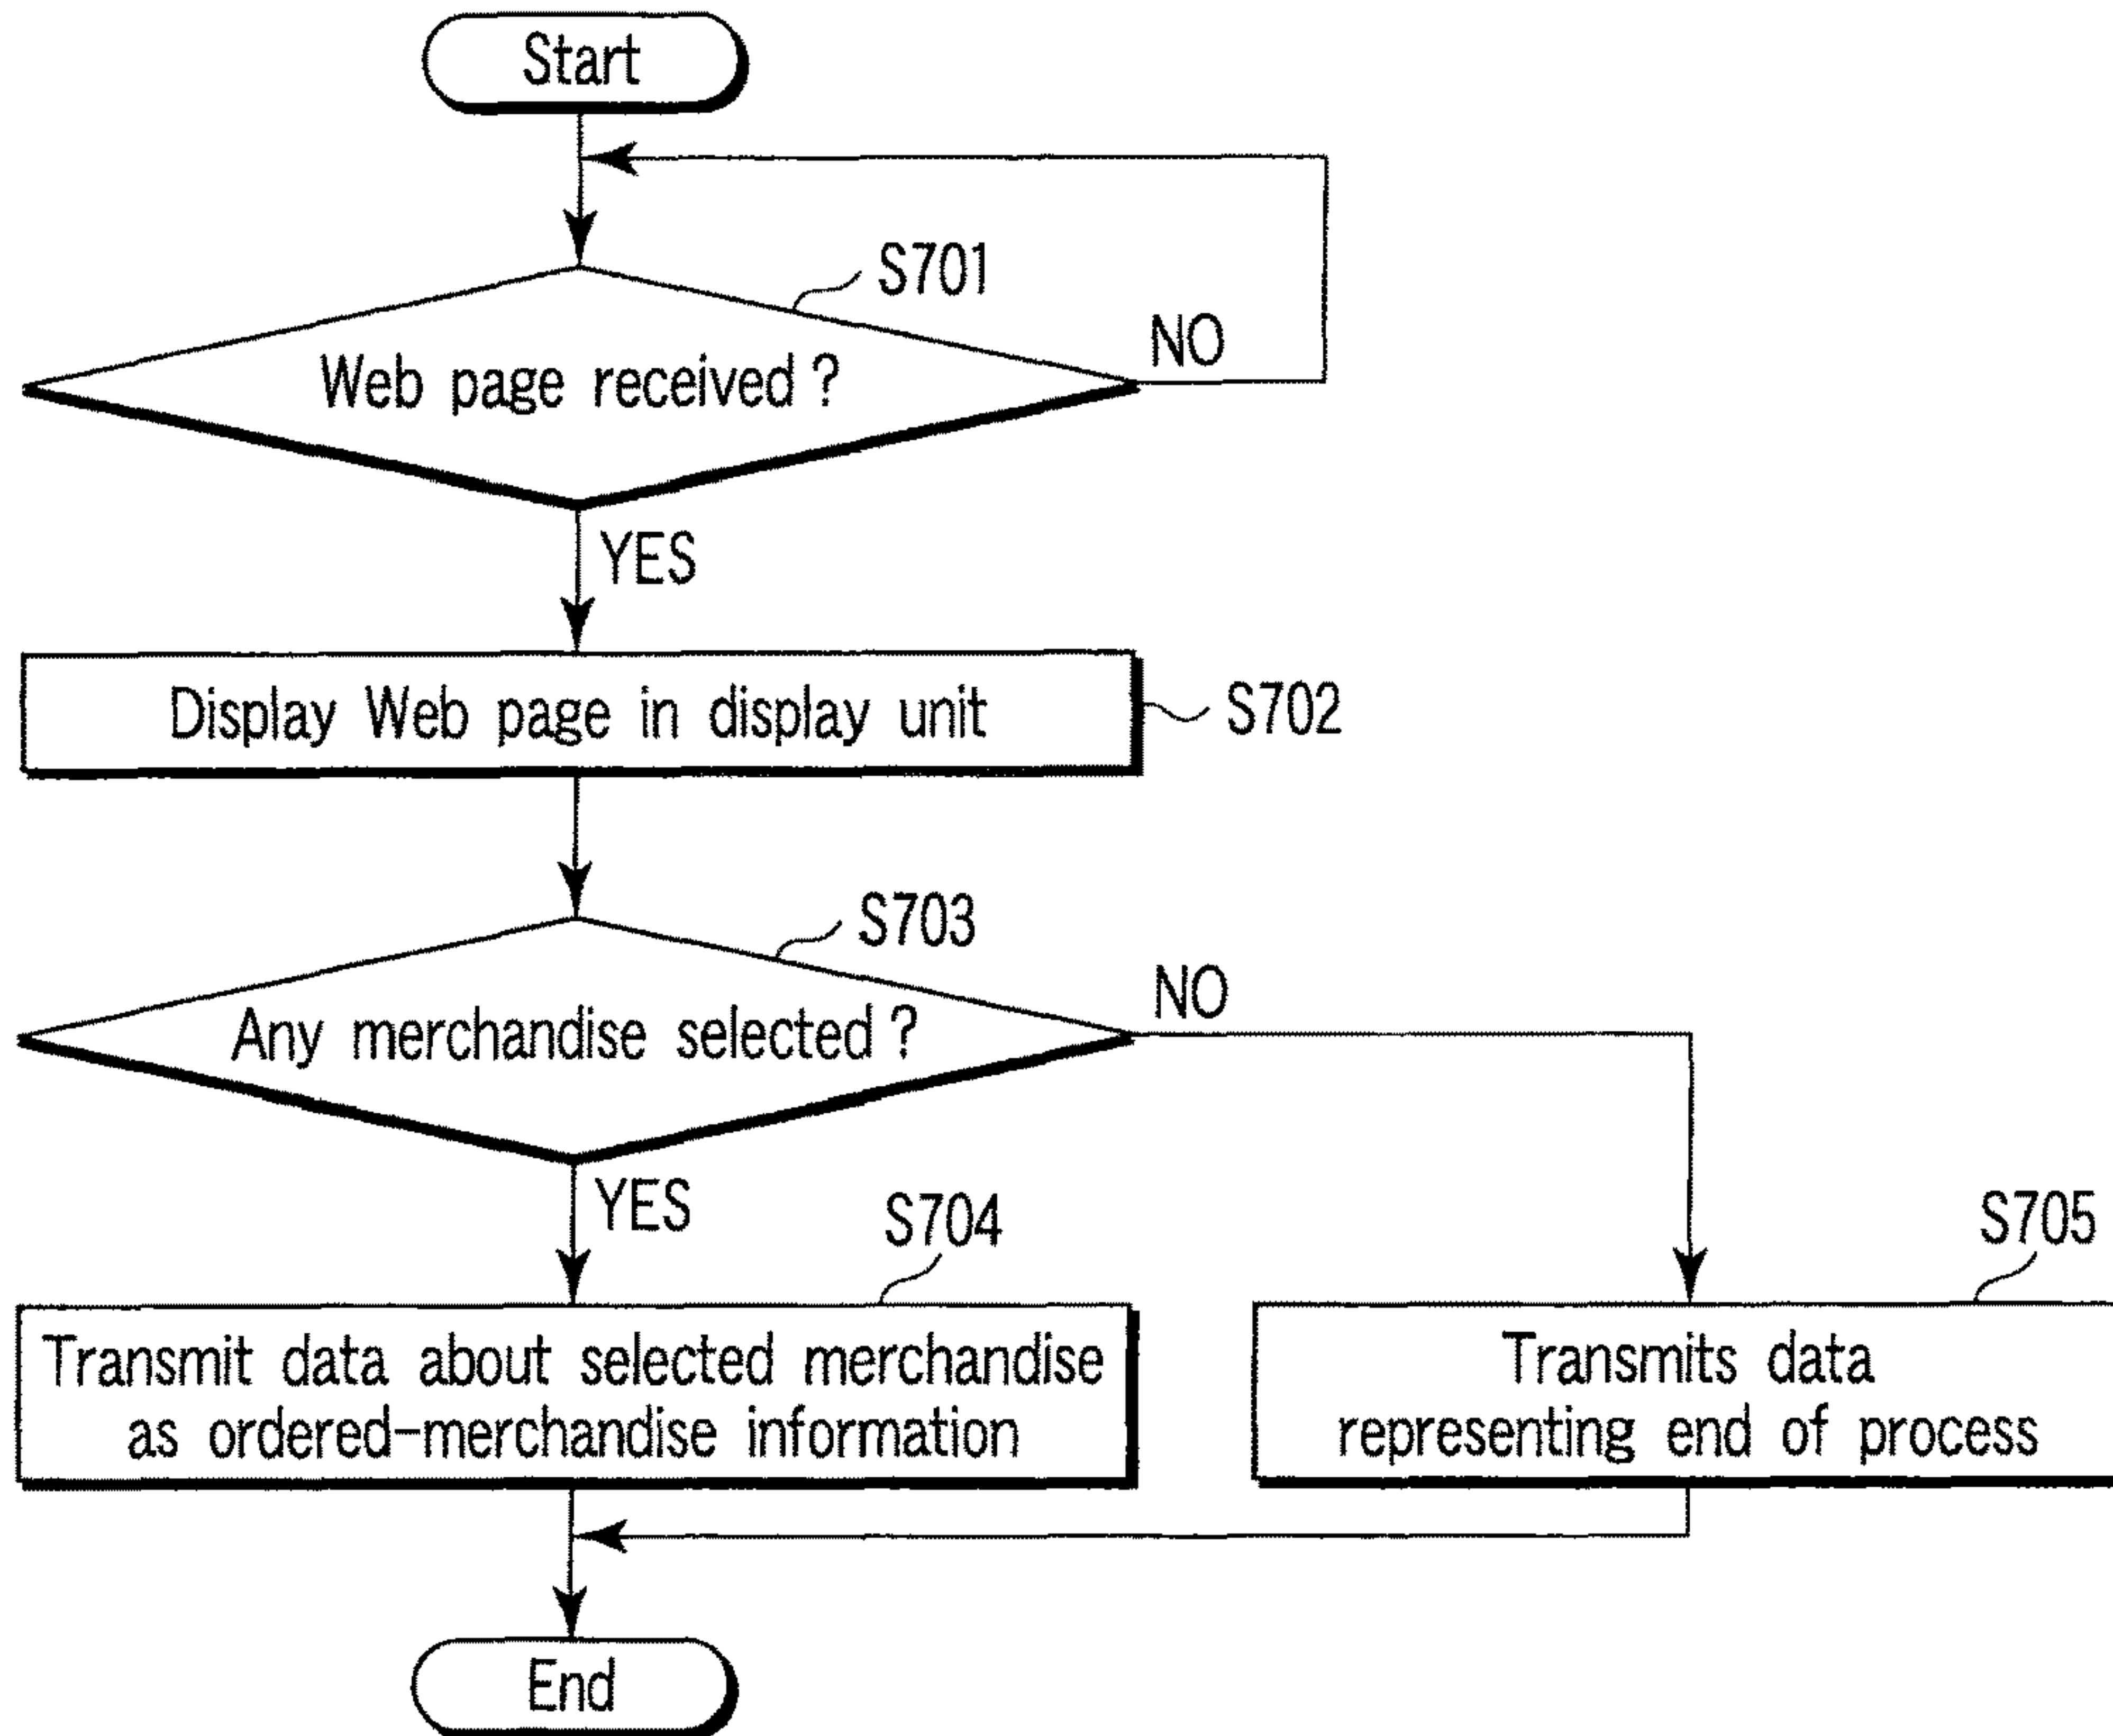 Start
S701
Web page received?
NO
YES
Display Web page in display unit
S702
S703
Any merchandise selected?
NO
YES
S704
S705
Transmit data about selected merchandise
as ordered-merchandise information
Transmits data
representing end of process
End